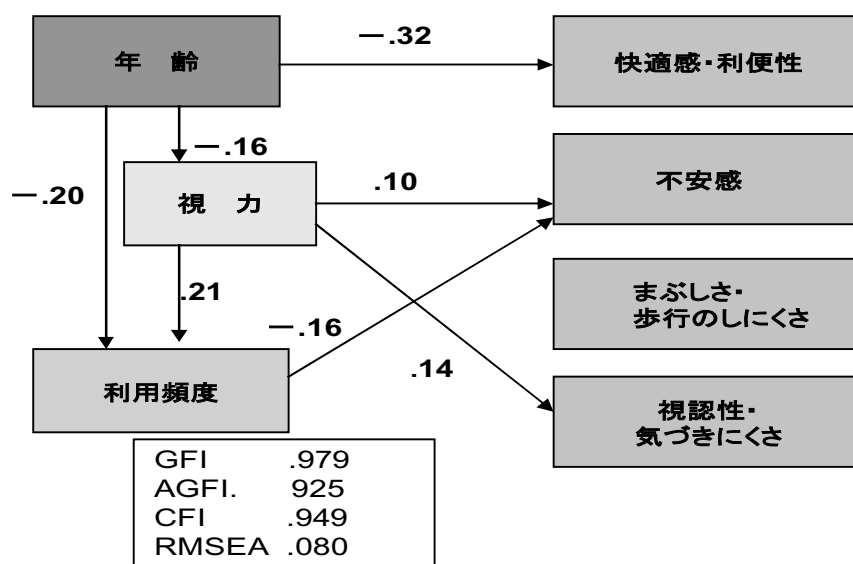 年　齢
ー.32
快適感・利便性
ー.16
ー.20
視　力
.10
不安感
.21
まぶしさ・
歩行のしにくさ
ー.16
利用頻度
.14
視認性・
気づきにくさ
GFI .979
AGFI. 925
CFI .949
RMSEA .080